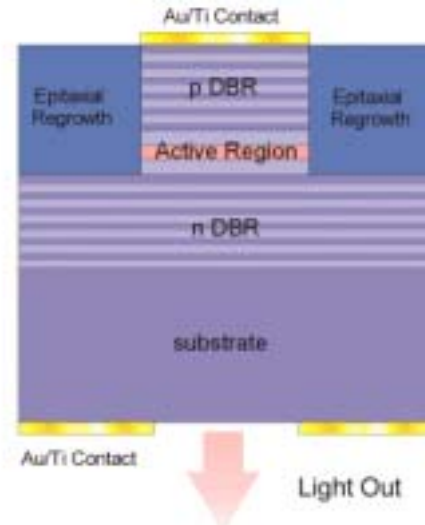 Au/Ti Contact
p DBR
Epitaxial
Regrowth
Epitaxial
Regrowth
Active Region
n DBR
substrate
Au/Ti Contact
Light Out